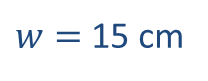 w = 15 cm